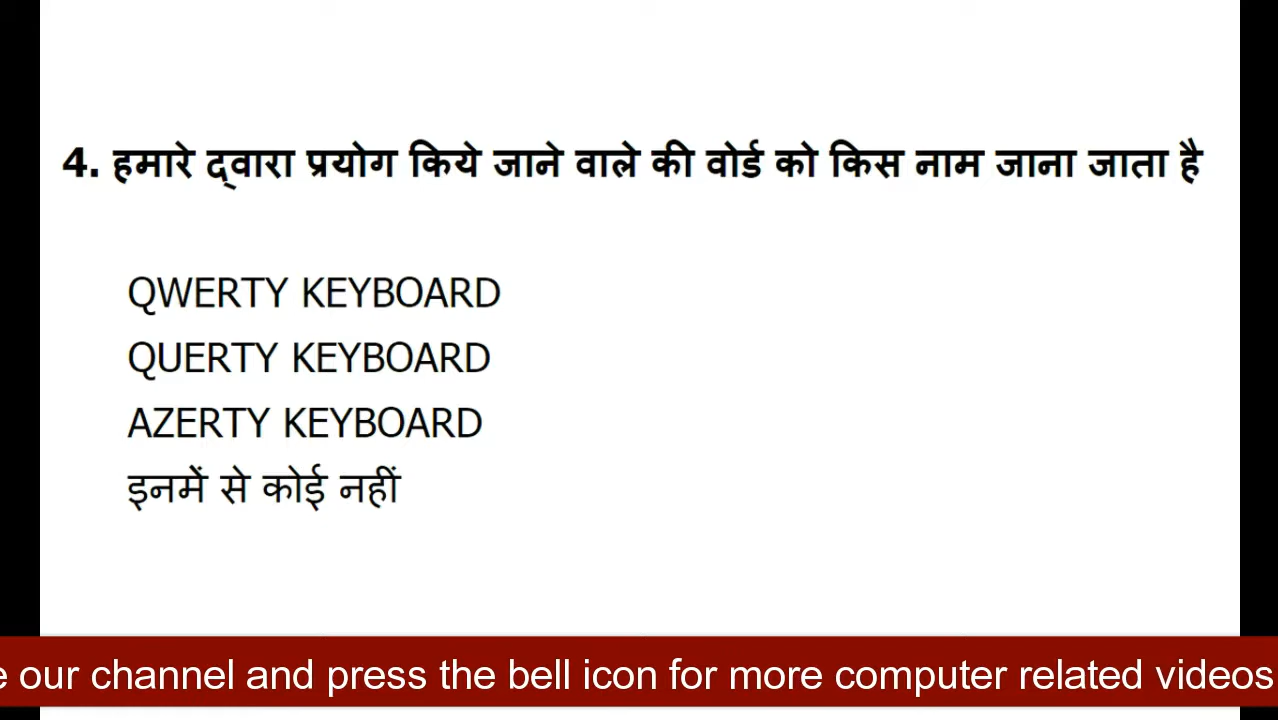 4. हमारे द्वारा प्रयोग किये जाने वाले की वोर्ड को किस नाम जाना जाता है
QWERTY KEYBOARD
QUERTY KEYBOARD
AZERTY KEYBOARD
इनमें से कोई नहीं
e our channel and press the bell icon for more computer related videos